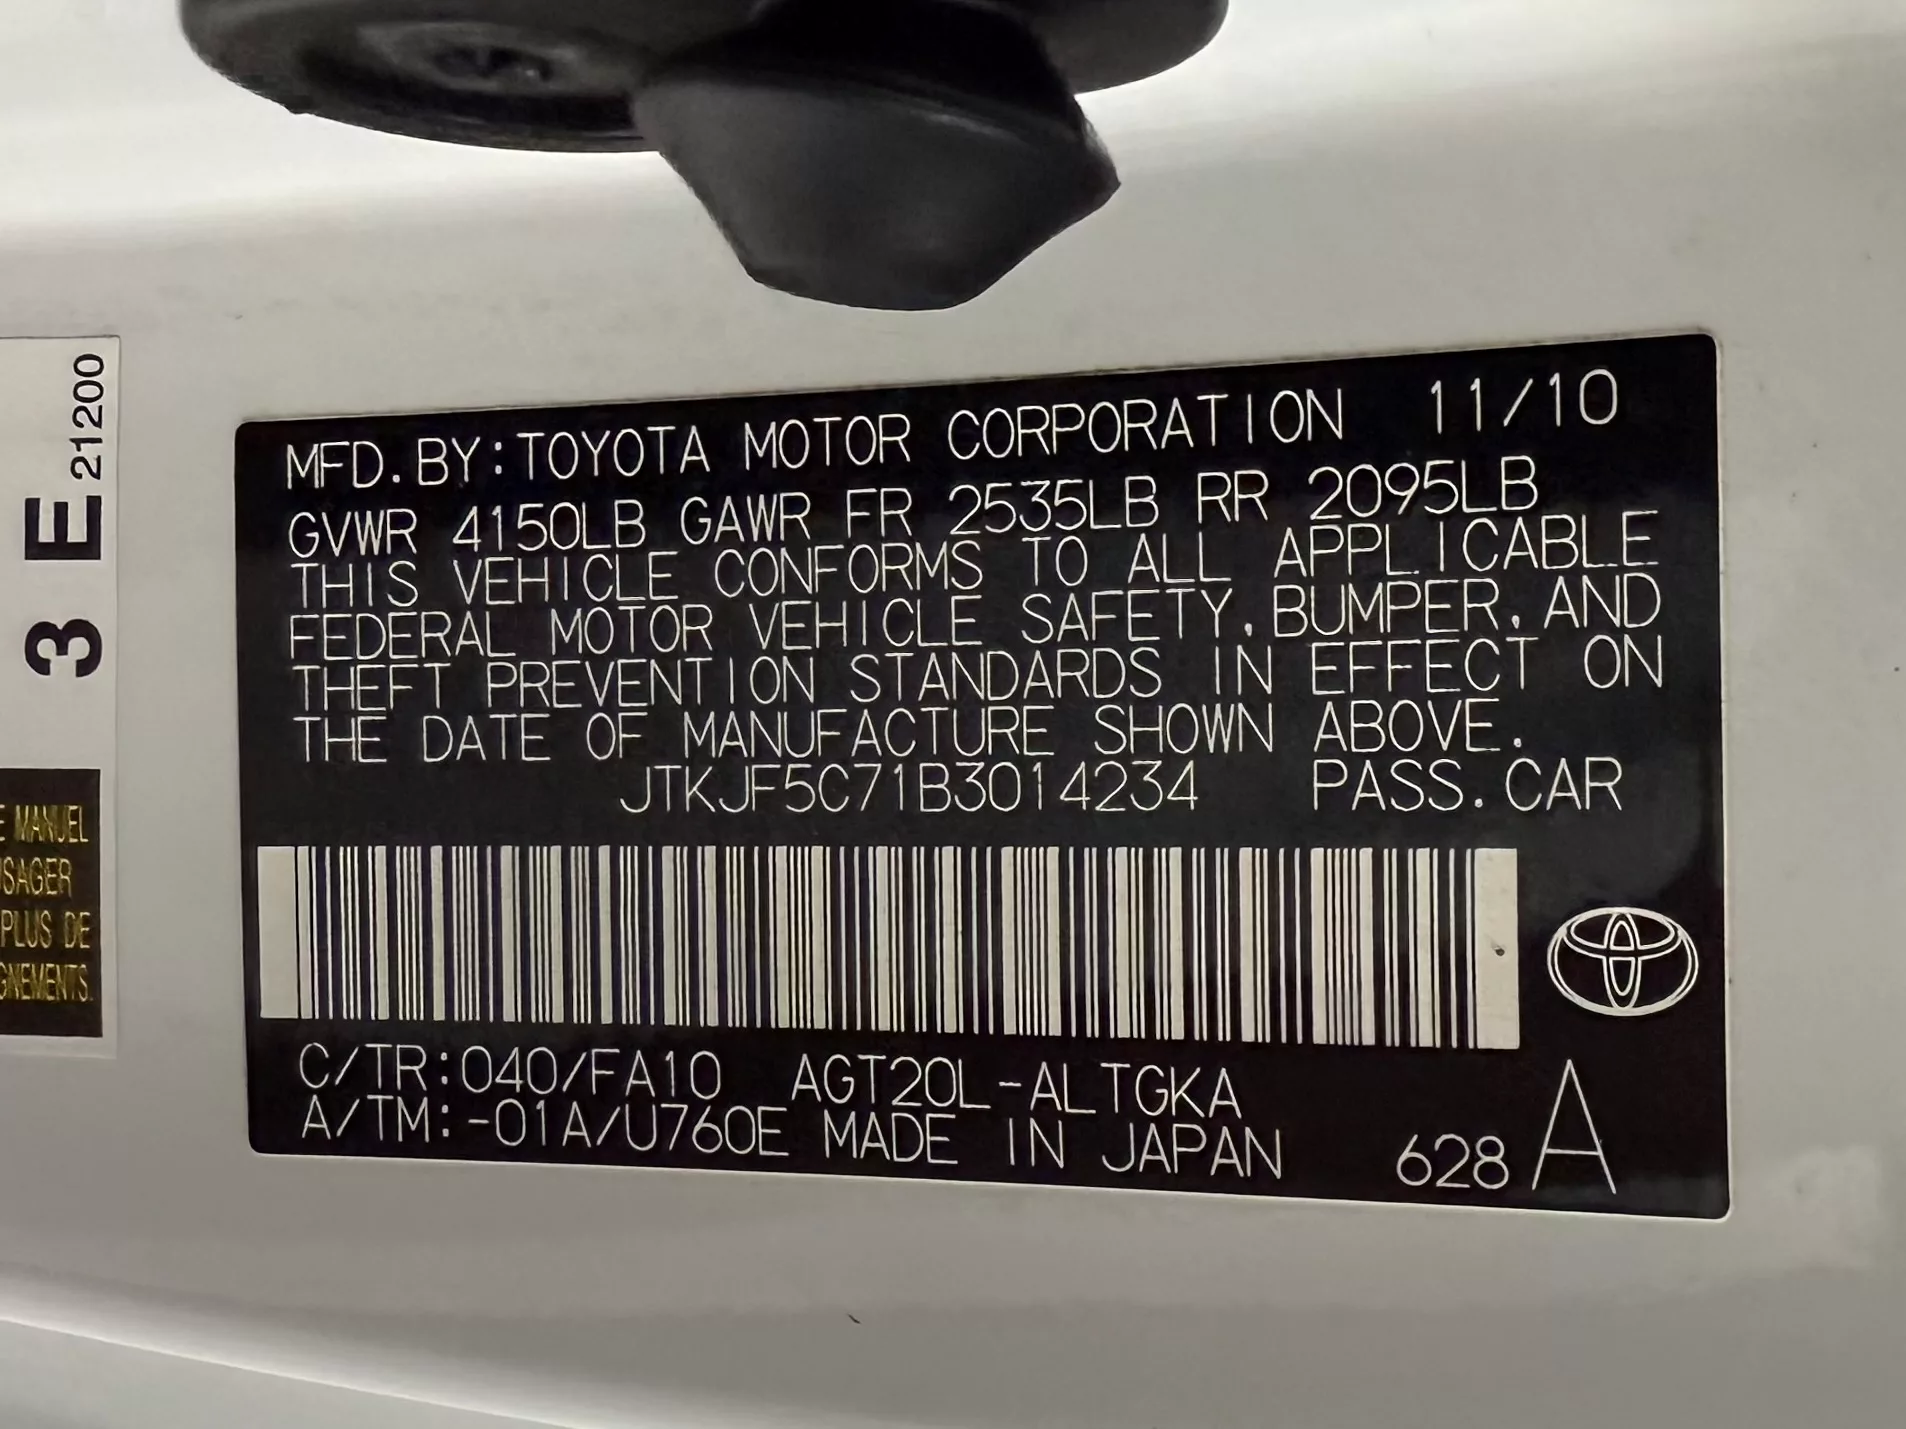 MFD.BY:TOYOTA MOTOR CORPORATION 11/10
GVWR 4150LB GAWR FR 2535LB RR 2095LB
THIS VEHICLE CONFORMS TO ALL APPLICABLE
FEDERAL MOTOR VEHICLE SAFETY, BUMPER, AND
THEFT PREVENTION STANDARDS IN EFFECT ON
THE DATE OF MANUFACTURE SHOWN ABOVE.
JTKJF5C71B3014234 PASS.CAR
C/TR:040/FA10 AGT20L-ALTGKA
A/TM:-01A/U760E MADE IN JAPAN 628 A
3 E 21200
E MANUEL
USAGER
PLUS DE
GNEMENTS.